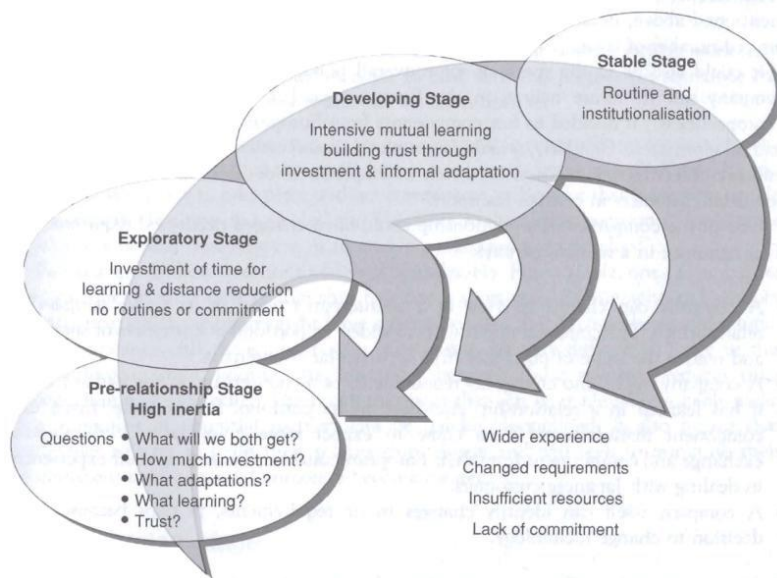 Stable Stage
Routine and
institutionalisation
Developing Stage
Intensive mutual learning
building trust through
investment & informal adaptation
Exploratory Stage
Investment of time for
learning & distance reduction
no routines or commitment
Pre-relationship Stage
High inertia
Questions • What will we both get?
• How much investment?
• What adaptations?
• What learning?
• Trust?
Wider experience
Changed requirements
Insufficient resources
Lack of commitment